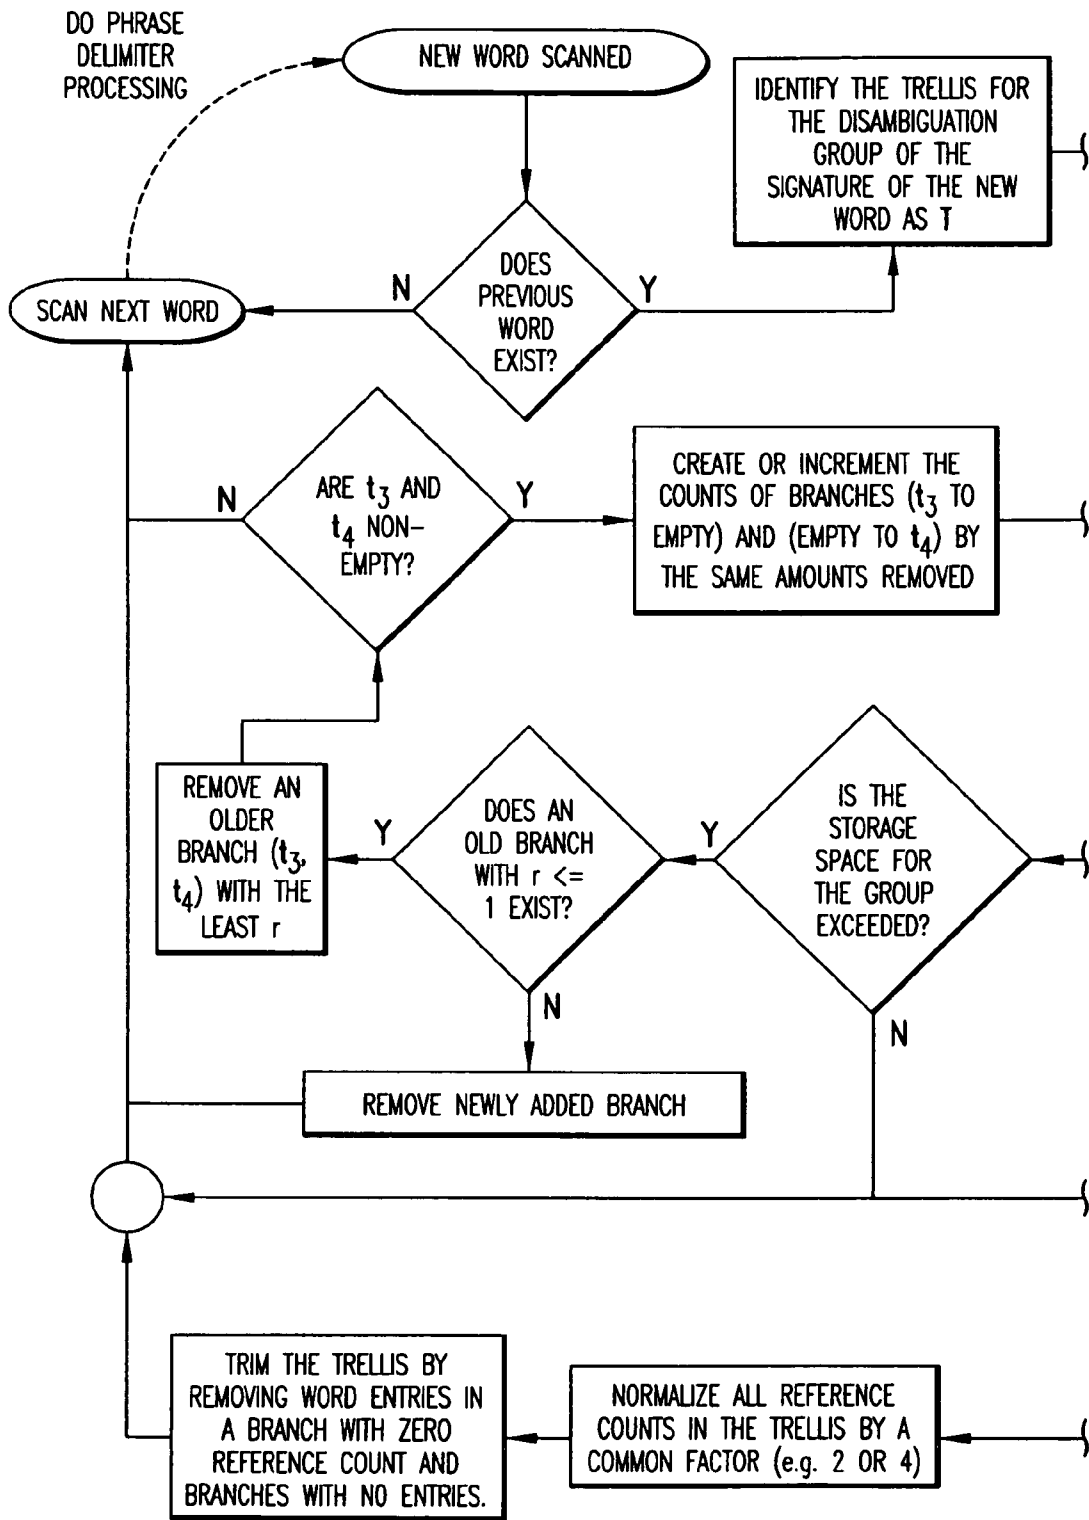 DO PHRASE
DELIMITER
PROCESSING
NEW WORD SCANNED
IDENTIFY THE TRELLIS FOR
THE DISAMBIGUATION
GROUP OF THE
SIGNATURE OF THE NEW
WORD AS T
SCAN NEXT WORD
N
DOES
PREVIOUS
WORD
EXIST?
Y
N
ARE t3 AND
t4 NON-
EMPTY?
Y
CREATE OR INCREMENT THE
COUNTS OF BRANCHES (t3 TO
EMPTY) AND (EMPTY TO t4) BY
THE SAME AMOUNTS REMOVED
REMOVE AN
OLDER
BRANCH (t3,
t4) WITH THE
LEAST r
Y
DOES AN
OLD BRANCH
WITH r <=
1 EXIST?
Y
IS THE
STORAGE
SPACE FOR
THE GROUP
EXCEEDED?
N
N
REMOVE NEWLY ADDED BRANCH
TRIM THE TRELLIS BY
REMOVING WORD ENTRIES IN
A BRANCH WITH ZERO
REFERENCE COUNT AND
BRANCHES WITH NO ENTRIES.
NORMALIZE ALL REFERENCE
COUNTS IN THE TRELLIS BY A
COMMON FACTOR (e.g. 2 OR 4)